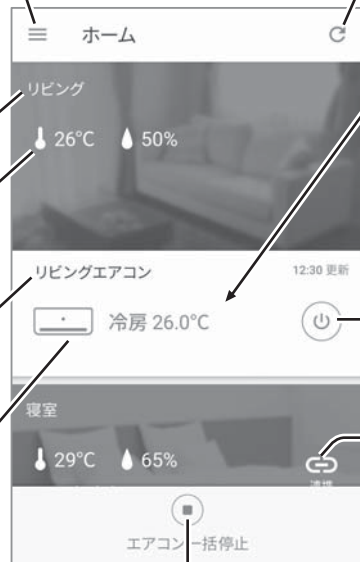 ホーム
リビング
26°C 50%
リビングエアコン 12:30 更新
冷房 26.0°C
寝室
29°C 65%
連携
エアコン一括停止